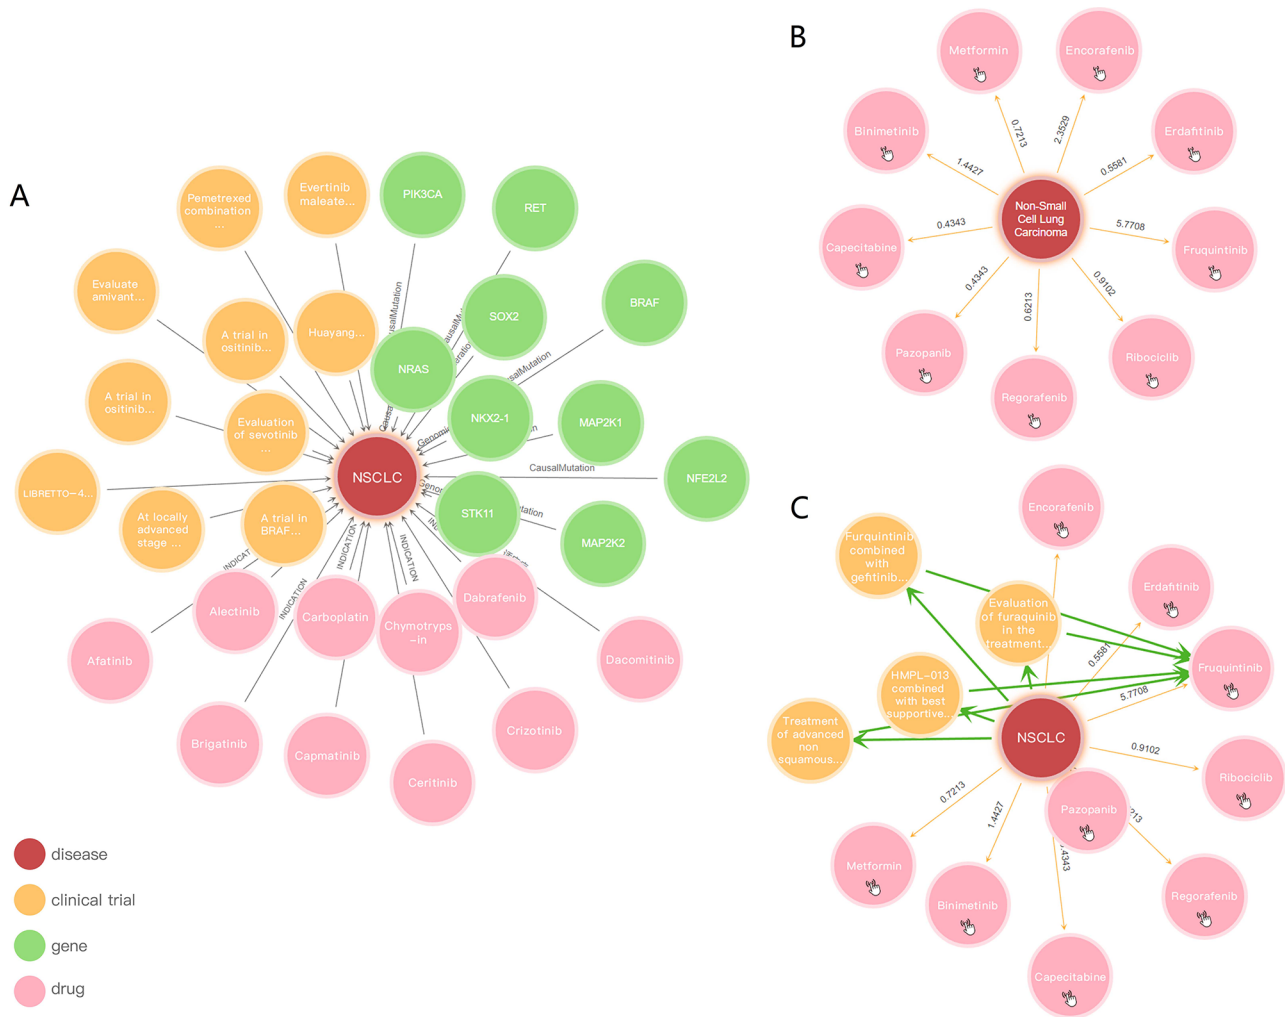 A
Pemetrexed
combination
...
Evertinib
maleate...
PIK3CA
RET
Evaluate
amivant...
A trial in
ositinib...
Huayang...
SOX2
BRAF
NRAS
A trial in
ositinib...
Evaluation
of sevotinib
...
NKX2-1
MAP2K1
NSCLC
CausalMutation
NFE2L2
LIBRETTO-4...
At locally
advanced
stage ...
A trial in
BRAF...
STK11
MAP2K2
INDICATION
INDICATION
INDICATION
Afatinib
Alectinib
Carboplatin
Chymotryps
-in
Dabrafenib
Dacomitinib
Brigatinib
Capmatinib
Ceritinib
Crizotinib
disease
clinical trial
gene
drug
B
Metformin
Encorafenib
Binimetinib
Erdafitinib
0.7213
2.3529
1.4427
0.5581
Non-Small
Cell Lung
Carcinoma
Capecitabine
0.4343
5.7708
Fruquintinib
0.4343
0.6213
0.9102
Pazopanib
Regorafenib
Ribociclib
C
Encorafenib
Furquintinib
combined
with
gefitinib...
Evaluation
of furaquinib
in the
treatment...
Erdafitinib
0.5581
Fruquintinib
HMPL-013
combined
with best
supportive...
5.7708
Treatment
of advanced
non
squamous...
NSCLC
0.9102
Ribociclib
0.7213
1.4427
Pazopanib
213
.4343
Metformin
Binimetinib
Regorafenib
Capecitabine